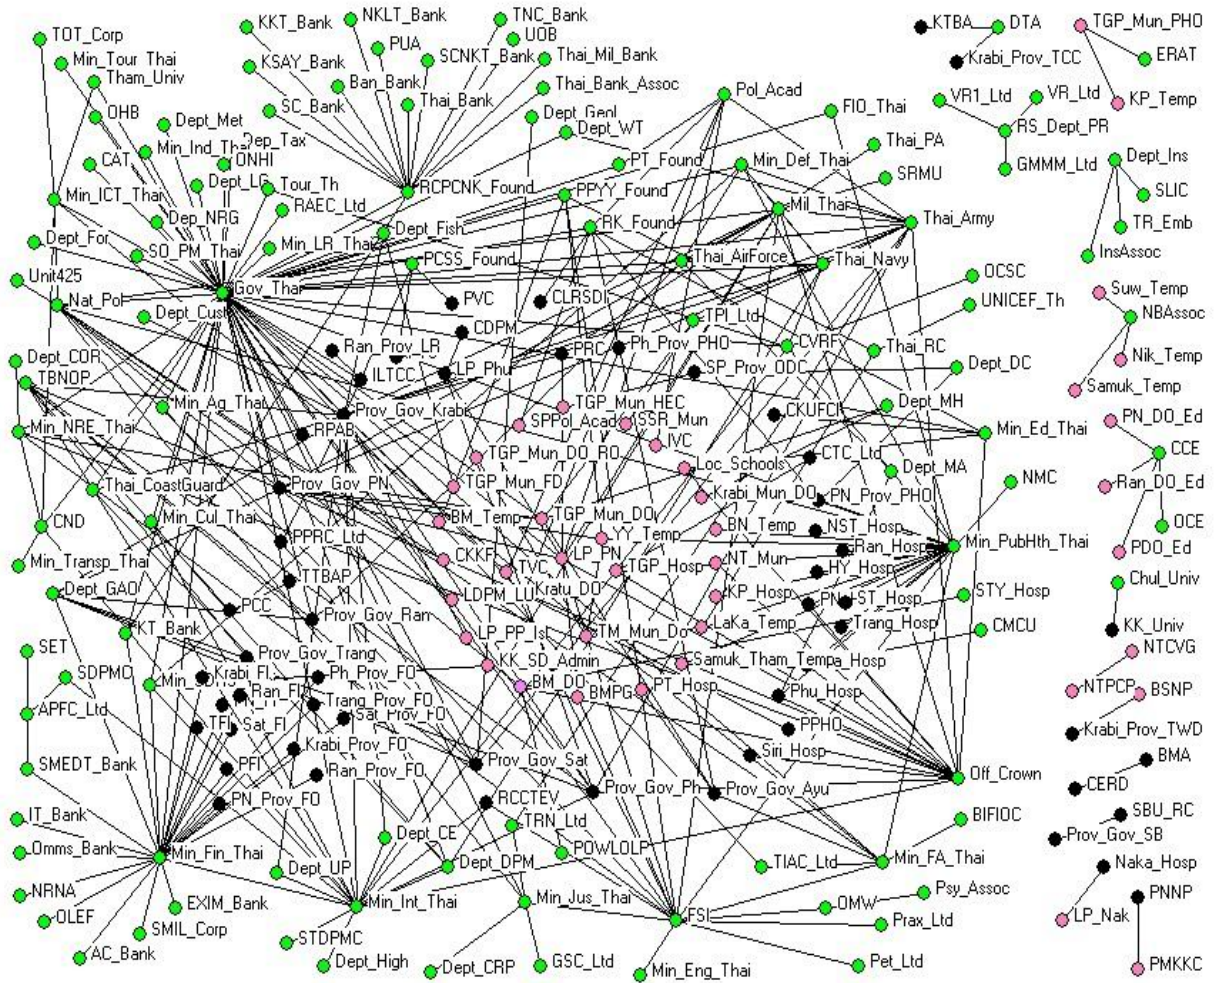 TOT_Corp
KKT_Bank
NKLT_Bank
TNC_Bank
KTBA
DTA
TGP_Mun_PHO
PUA
UOB
Min_Tour_Thai
KSAY_Bank
SCNKT_Bank
Thai_Mil_Bank
Krabi_Prov_TCC
ERAT
Tham_Univ
Ban_Bank
Thai_Bank_Assoc
Pol_Acad
VR1_Ltd
VR_Ltd
KP_Temp
OHB
SC_Bank
Thai_Bank
Dept_Geol
FIO_Thai
Dept_Met
Dep_Tax
Dept_WT
RS_Dept_PR
Min_Ind_Tha
ONHI
Thai_PA
CAT
PT_Found
Min_Def_Thai
GMMM_Ltd
Dept_Ins
Dept_LG
Tour_Th
RCPCNK_Found
PPYY_Found
SRMU
SLIC
Min_ICT_Thai
RAEC_Ltd
Mil_Thai
Dep_NRG
Dept_Fish
RK_Found
Thai_Army
TR_Emb
Dept_For
SO_PM_Thai
Min_LR_Thai
PCSS_Found
Thai_AirForce
Thai_Navy
InsAssoc
Unit425
Gov_Thai
OCSC
Nat_Pol
PVC
CLRSDI
UNICEF_Th
Suw_Temp
Dept_Cust
CDPM
TPI_Ltd
NBAssoc
Dept_COR
Ran_Prov_LR
PRC
Ph_Prov_PHO
CVRF
Thai_RC
TBNOP
ILTCC
LP_Phu
SP_Prov_ODC
Dept_DC
Nik_Temp
Samuk_Temp
Min_Ag_Thai
Prov_Gov_Krabi
TGP_Mun_HEC
CKUFCI
Dept_MH
Min_NRE_Thai
RPAB
SPPol_Acad
SSR_Mun
IVC
Min_Ed_Thai
PN_DO_Ed
CCE
TGP_Mun_DO_RO
CTC_Ltd
Thai_CoastGuard
Prov_Gov_PN
TGP_Mun_FD
Loc_Schools
Dept_MA
NMC
Ran_DO_Ed
Krabi_Mun_DO
PN_Prov_PHO
CND
Min_Cul_Thai
BM_Temp
TGP_Mun_DO
BN_Temp
NST_Hosp
OCE
PPRC_Ltd
YY_Temp
Ran_Hosp
Min_PubHth_Thai
PDO_Ed
Min_Transp_Thai
CKKFI
TVC
LP_PN
TGP_Hosp
NT_Mun
HY_Hosp
Dept_GAO
TTBAP
Kratu_DO
KP_Hosp
STY_Hosp
Chul_Univ
PCC
Prov_Gov_Ran
LDPM_LU
ST_Hosp
KT_Bank
LP_PP_Isl
TM_Mun_Do
LaKa_Temp
Trang_Hosp
CMCU
KK_Univ
SET
Prov_Gov_Trang
KK_SD_Admin
Samuk_Tham_Temp
NTCVG
SDPMO
Krabi_FI
Ph_Prov_FO
BM_DO
BMPG
PT_Hosp
Phu_Hosp
NTPCP
BSNP
APFC_Ltd
Ran_FI
Trang_Prov_FO
TFI
Sat_FI
Sat_Prov_FO
PPHO
Krabi_Prov_TWD
SMEDT_Bank
PFI
Krabi_Prov_FO
Prov_Gov_Sat
Siri_Hosp
Off_Crown
BMA
Ran_Prov_FO
CERD
IT_Bank
PN_Prov_FO
RCCTEV
Prov_Gov_Ph
Prov_Gov_Ayu
BIFIOC
SBU_RC
Omms_Bank
Min_Fin_Thai
Dept_CE
TRN_Ltd
POWLOLP
Prov_Gov_SB
Dept_UP
Dept_DPM
TIAC_Ltd
Min_FA_Thai
Naka_Hosp
NRNA
EXIM_Bank
Min_Int_Thai
Min_Jus_Thai
OMW
Psy_Assoc
PNNP
OLEF
SMIL_Corp
FSI
Prax_Ltd
LP_Nak
AC_Bank
STDPMC
Dept_High
Dept_CRP
GSC_Ltd
Min_Eng_Thai
Pet_Ltd
PMKKC